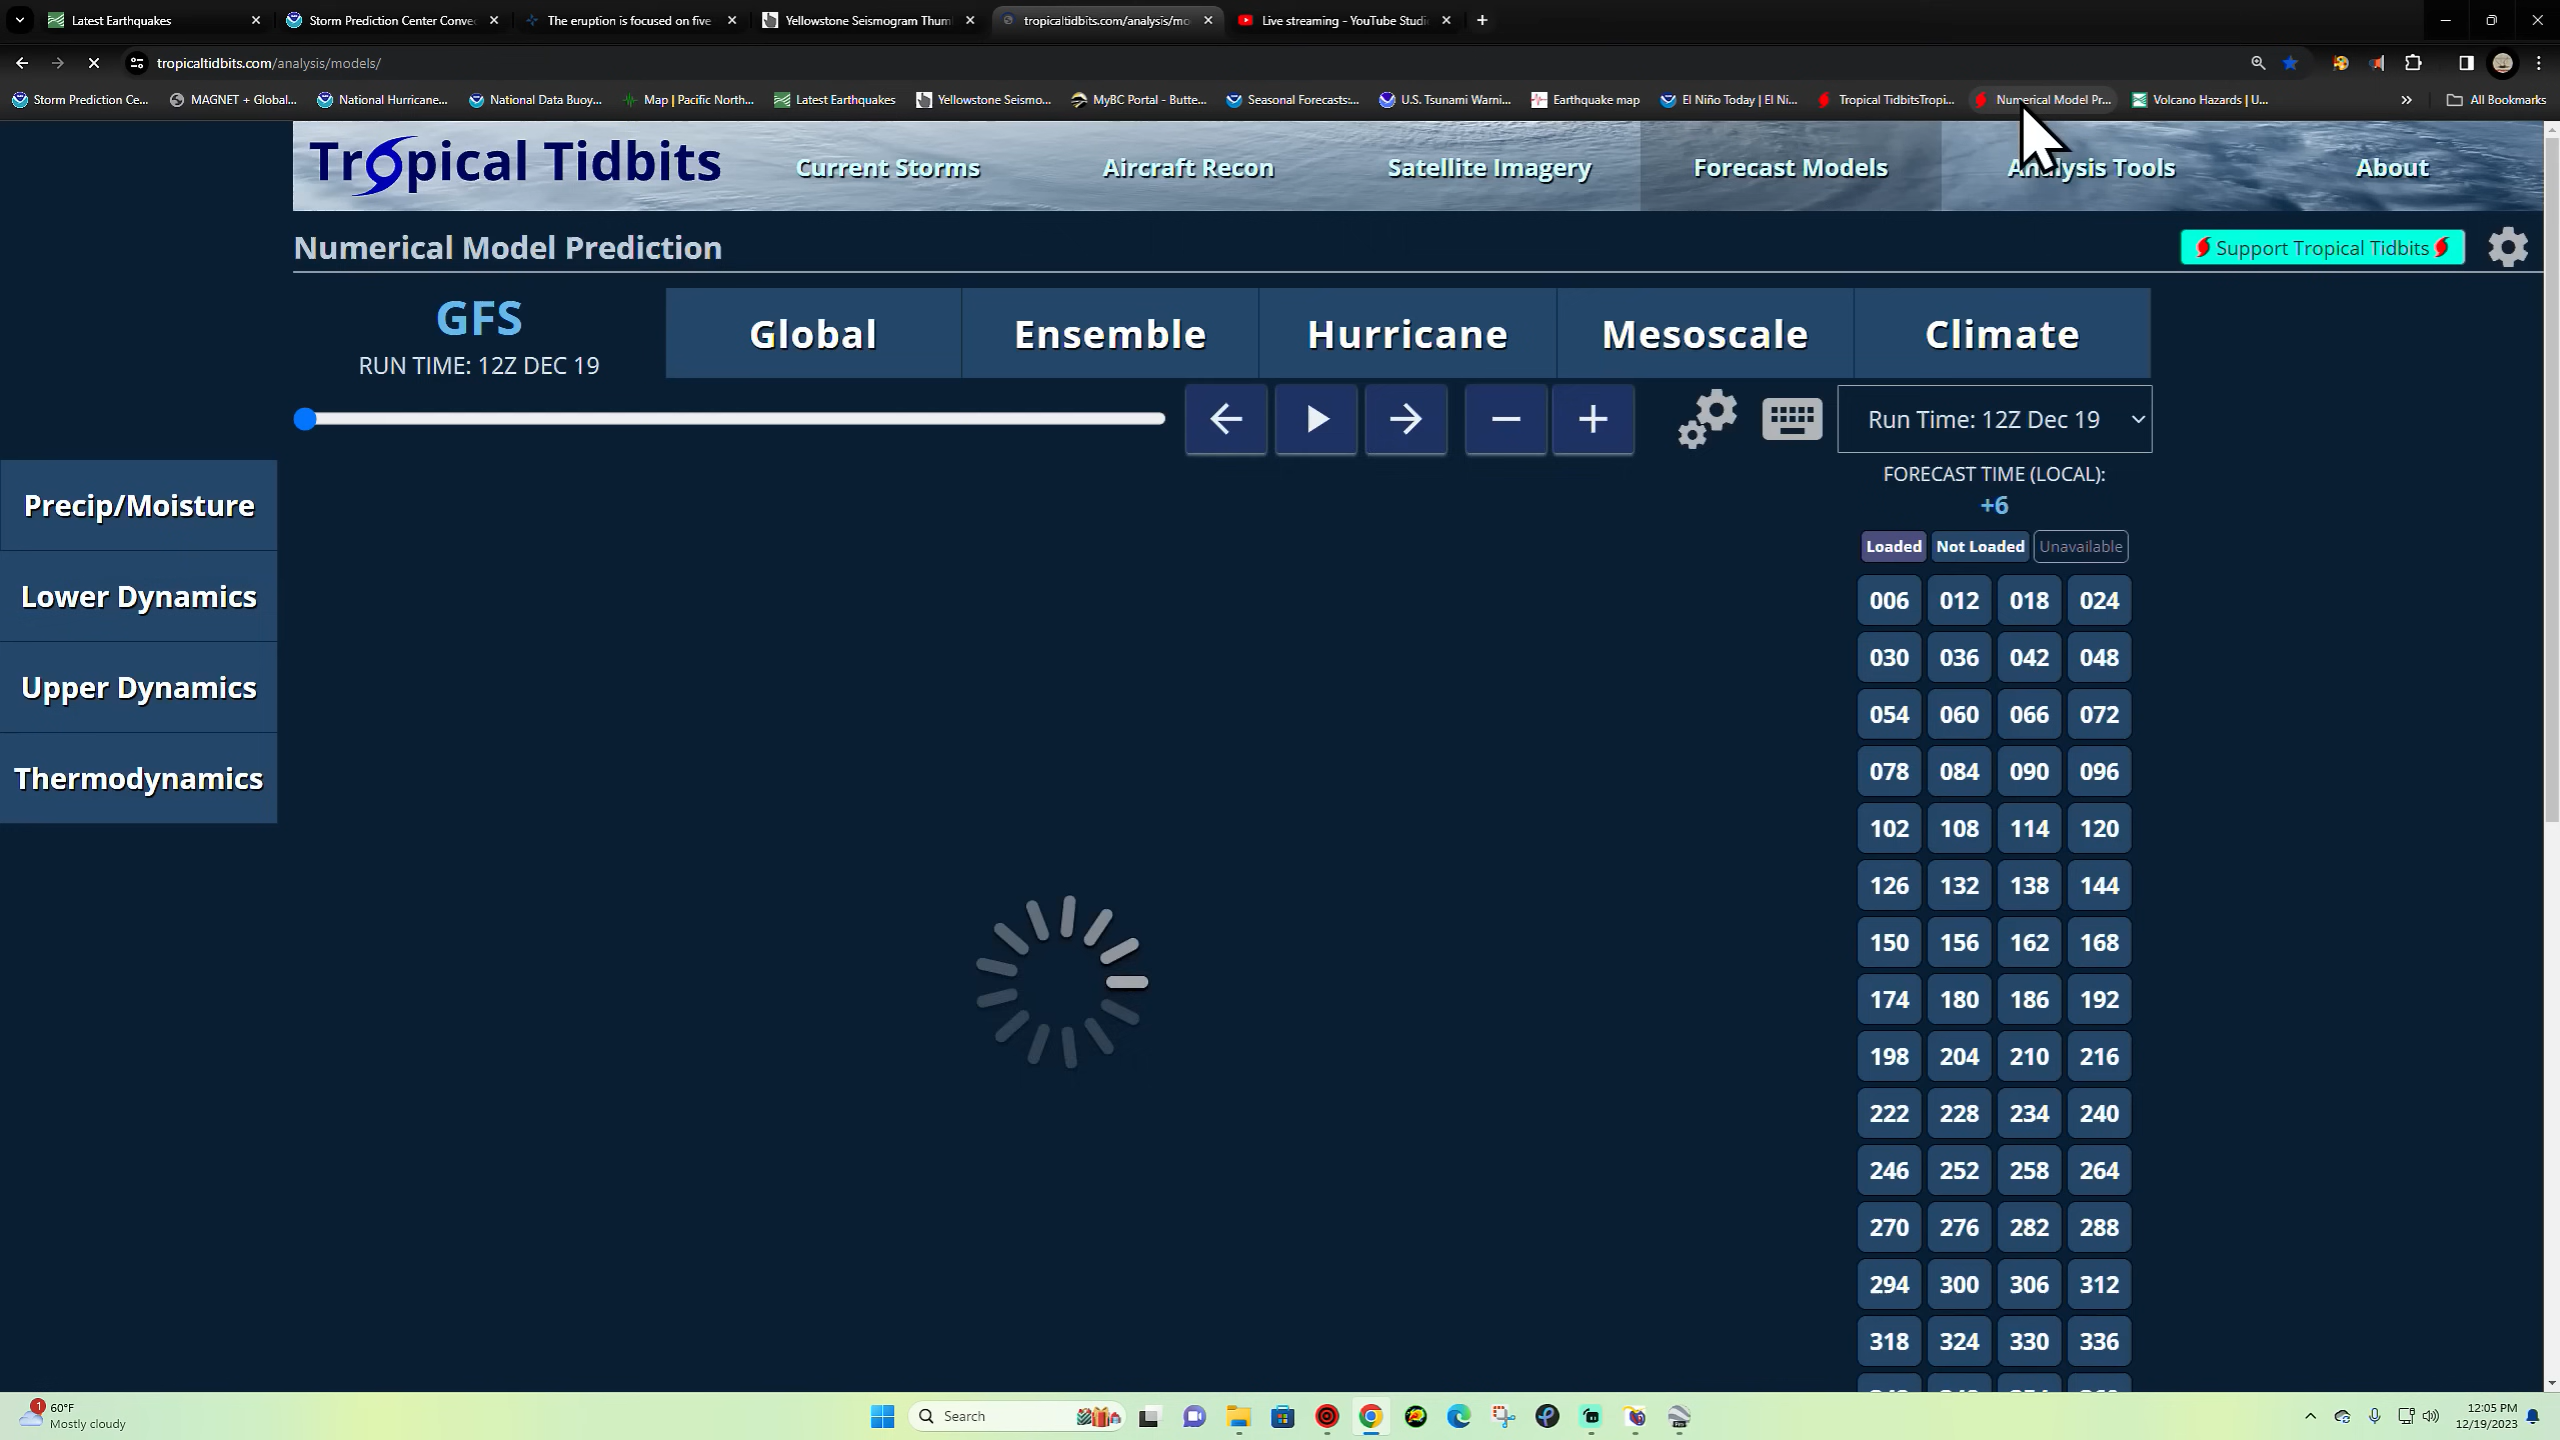 Latest Earthquakes
Storm Prediction Center Conve
The eruption is focused on five
Yellowstone Seismogram Thum
tropicaltidbits.com/analysis/mo
Live streaming - YouTube Studi
tropicaltidbits.com/analysis/models/
Storm Prediction Ce...
MAGNET + Global...
National Hurricane...
National Data Buoy...
Map | Pacific North...
Latest Earthquakes
Yellowstone Seismo...
MyBC Portal - Butte...
Seasonal Forecasts:...
U.S. Tsunami Warni...
Earthquake map
El Niño Today | El Ni...
Tropical TidbitsTropi...
Numerical Model Pr...
Volcano Hazards | U...
All Bookmarks
Tropical Tidbits
Current Storms
Aircraft Recon
Satellite Imagery
Forecast Models
Analysis Tools
About
Numerical Model Prediction
Support Tropical Tidbits
GFS
RUN TIME: 12Z DEC 19
Global
Ensemble
Hurricane
Mesoscale
Climate
Run Time: 12Z Dec 19
FORECAST TIME (LOCAL):
+6
Loaded Not Loaded Unavailable
Precip/Moisture
Lower Dynamics
Upper Dynamics
Thermodynamics
006 012 018 024
030 036 042 048
054 060 066 072
078 084 090 096
102 108 114 120
126 132 138 144
150 156 162 168
174 180 186 192
198 204 210 216
222 228 234 240
246 252 258 264
270 276 282 288
294 300 306 312
318 324 330 336
1
60°F
Mostly cloudy
Search
12:05 PM
12/19/2023